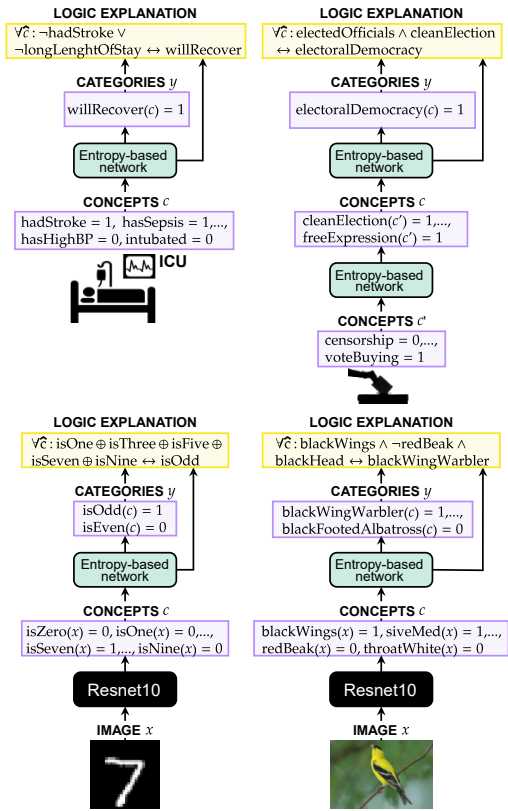 LOGIC EXPLANATION
∀ĉ : ¬hadStroke ∨
¬longLenghtOfStay ↔ willRecover
CATEGORIES y
willRecover(c) = 1
Entropy-based
network
CONCEPTS c
hadStroke = 1, hasSepsis = 1,...,
hasHighBP = 0, intubated = 0
ICU
LOGIC EXPLANATION
∀ĉ : electedOfficials ∧ cleanElection
↔ electoralDemocracy
CATEGORIES y
electoralDemocracy(c) = 1
Entropy-based
network
CONCEPTS c
cleanElection(c') = 1,...,
freeExpression(c') = 1
Entropy-based
network
CONCEPTS c'
censorship = 0,...,
voteBuying = 1
LOGIC EXPLANATION
∀ĉ : isOne ⊕ isThree ⊕ isFive ⊕
isSeven ⊕ isNine ↔ isOdd
CATEGORIES y
isOdd(c) = 1
isEven(c) = 0
Entropy-based
network
CONCEPTS c
isZero(x) = 0, isOne(x) = 0,...,
isSeven(x) = 1,..., isNine(x) = 0
Resnet10
IMAGE x
7
LOGIC EXPLANATION
∀ĉ : blackWings ∧ ¬redBeak ∧
blackHead ↔ blackWingWarbler
CATEGORIES y
blackWingWarbler(c) = 1,...,
blackFootedAlbatross(c) = 0
Entropy-based
network
CONCEPTS c
blackWings(x) = 1, siveMed(x) = 1,...,
redBeak(x) = 0, throatWhite(x) = 0
Resnet10
IMAGE x